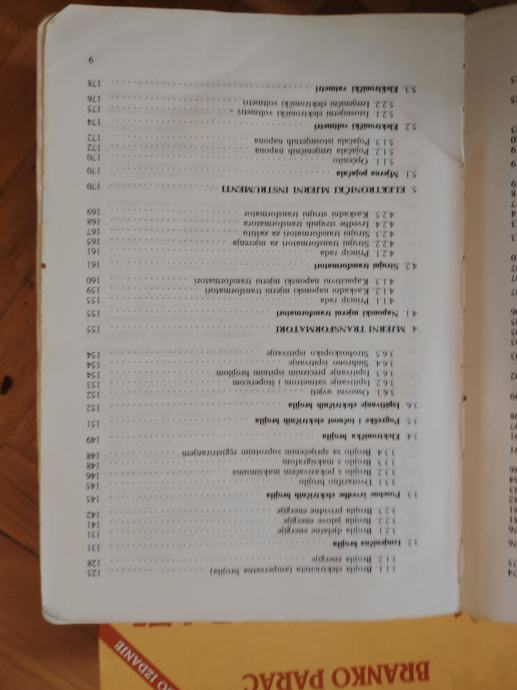 3.1.1. Brojila elektriciteta (ampersatna brojila) 125
3.1.2. Brojila energije 128
3.2. Indukciona brojila 131
3.2.1. Brojila djelatne energije 131
3.2.2. Brojila jalove energije 141
3.2.3. Brojila prividne energije 142
3.3. Posebne izvedbe električnih brojila 145
3.3.1. Dvotarifno brojilo 145
3.3.2. Brojilo s pokazivačem maksimuma 146
3.3.3. Brojilo s maksigrafom 148
3.3.4. Brojilo sa spriječenim suprotnim registriranjem 148
3.4. Elektronička brojila 149
3.5. Pogreške i točnost električnih brojila 151
3.6. Ispitivanje električnih brojila 152
3.6.1. Osnovni uvjeti 152
3.6.2. Ispitivanje vatmetrom i štopericom 153
3.6.3. Ispitivanje preciznim ispitnim brojilom 154
3.6.4. Sinhrono ispitivanje 154
3.6.5. Stroboskopsko ispitivanje 154
4. MJERNI TRANSFORMATORI 155
4.1. Naponski mjerni transformatori 155
4.1.1. Princip rada 155
4.1.2. Kaskadni naponski mjerni transformatori 159
4.1.3. Kapacitivni naponski mjerni transformatori 160
4.2. Strujni transformatori 161
4.2.1. Princip rada 161
4.2.2. Strujni transformatori za mjerenja 165
4.2.3. Strujni transformatori za zaštitu 167
4.2.4. Izvedbe strujnih transformatora 168
4.2.5. Kaskadni strujni transformator 169
5. ELEKTRONIČKI MJERNI INSTRUMENTI 170
5.1. Mjerna pojačala 170
5.1.1. Općenito 170
5.1.2. Pojačala izmjeničnih napona 172
5.1.3. Pojačala istosmjernih napona 172
5.2. Elektronički voltmetri 174
5.2.1. Istosmjerni elektronički voltmetri 175
5.2.2. Izmjenični elektronički voltmetri 176
5.3. Elektronički vatmetri 178
9
BRANKO PARAC
IZDANJE